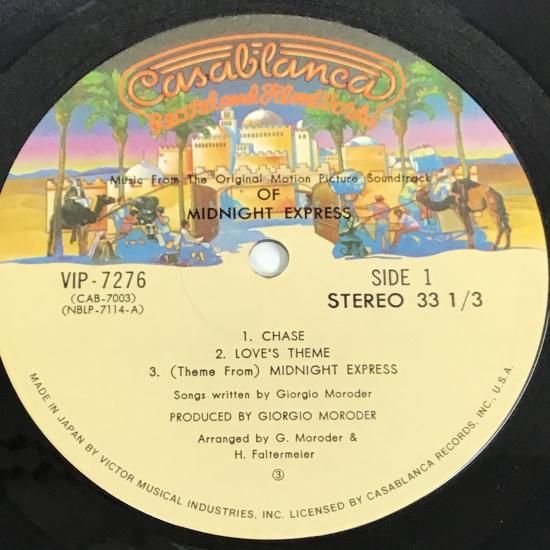 Casablanca
Record and FilmWorks
Music From The Original Motion Picture Soundtrack
OF
MIDNIGHT EXPRESS
VIP-7276
(CAB-7003)
(NBLP-7114-A)
SIDE 1
STEREO 33 1/3
1. CHASE
2. LOVE'S THEME
3. (Theme From) MIDNIGHT EXPRESS
Songs written by Giorgio Moroder
PRODUCED BY GIORGIO MORODER
Arranged by G. Moroder &
H. Faltermeier
③
MADE IN JAPAN BY VICTOR MUSICAL INDUSTRIES, INC. LICENSED BY CASABLANCA RECORDS, INC., U.S.A.